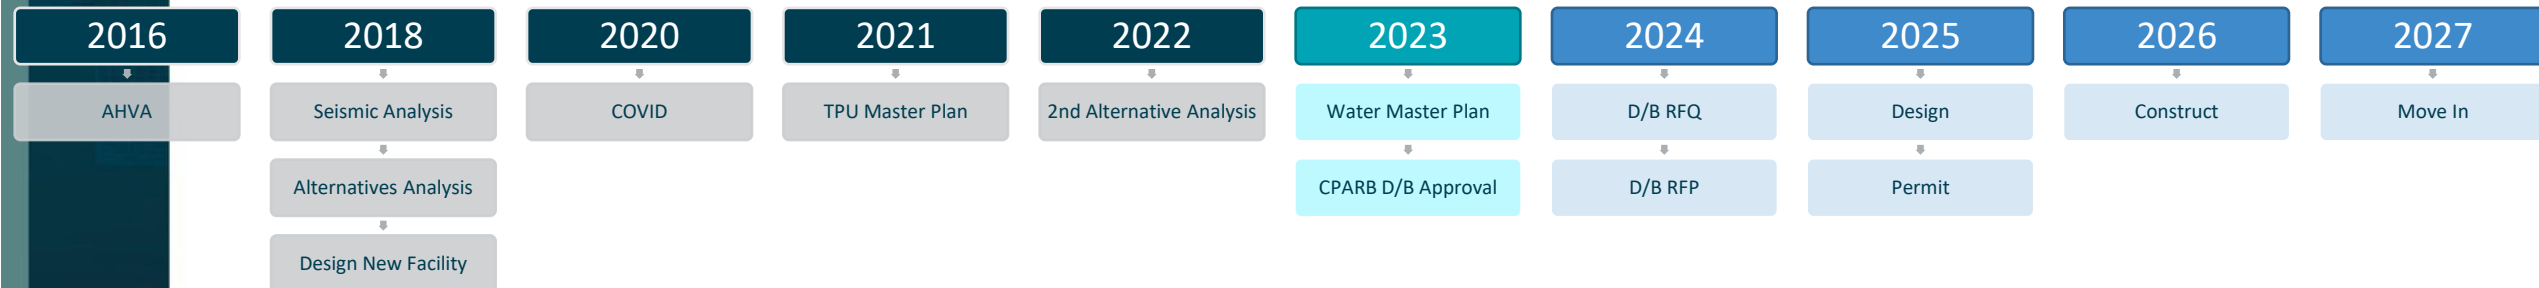 2016
AHVA
2018
Seismic Analysis
Alternatives Analysis
Design New Facility
2020
COVID
2021
TPU Master Plan
2022
2nd Alternative Analysis
2023
Water Master Plan
CPARB D/B Approval
2024
D/B RFQ
D/B RFP
2025
Design
Permit
2026
Construct
2027
Move In